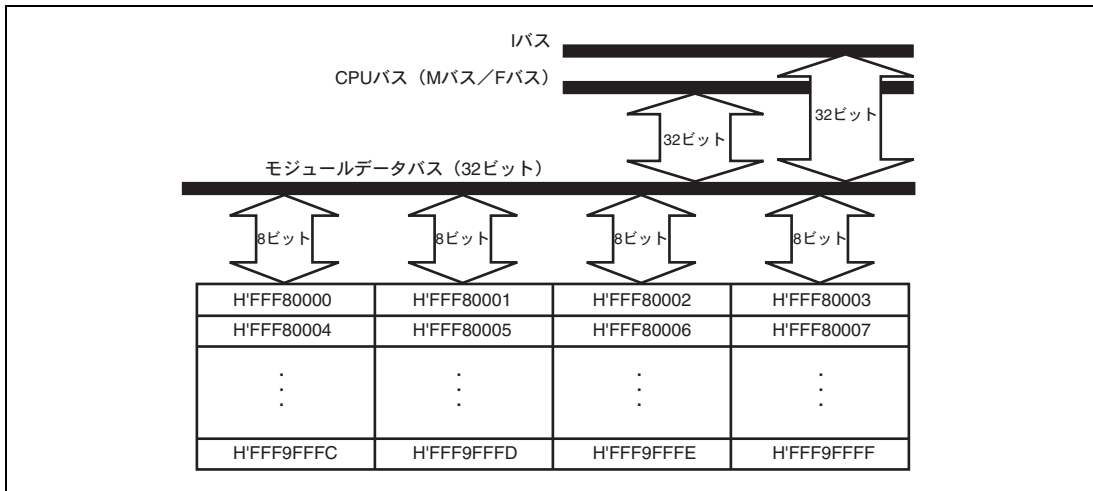 Iバス
CPUバス（Mバス／Fバス）
32ビット
32ビット
モジュールデータバス（32ビット）
8ビット 8ビット 8ビット 8ビット
H'FFF80000 H'FFF80001 H'FFF80002 H'FFF80003
H'FFF80004 H'FFF80005 H'FFF80006 H'FFF80007
H'FFF9FFFC H'FFF9FFFD H'FFF9FFFE H'FFF9FFFF